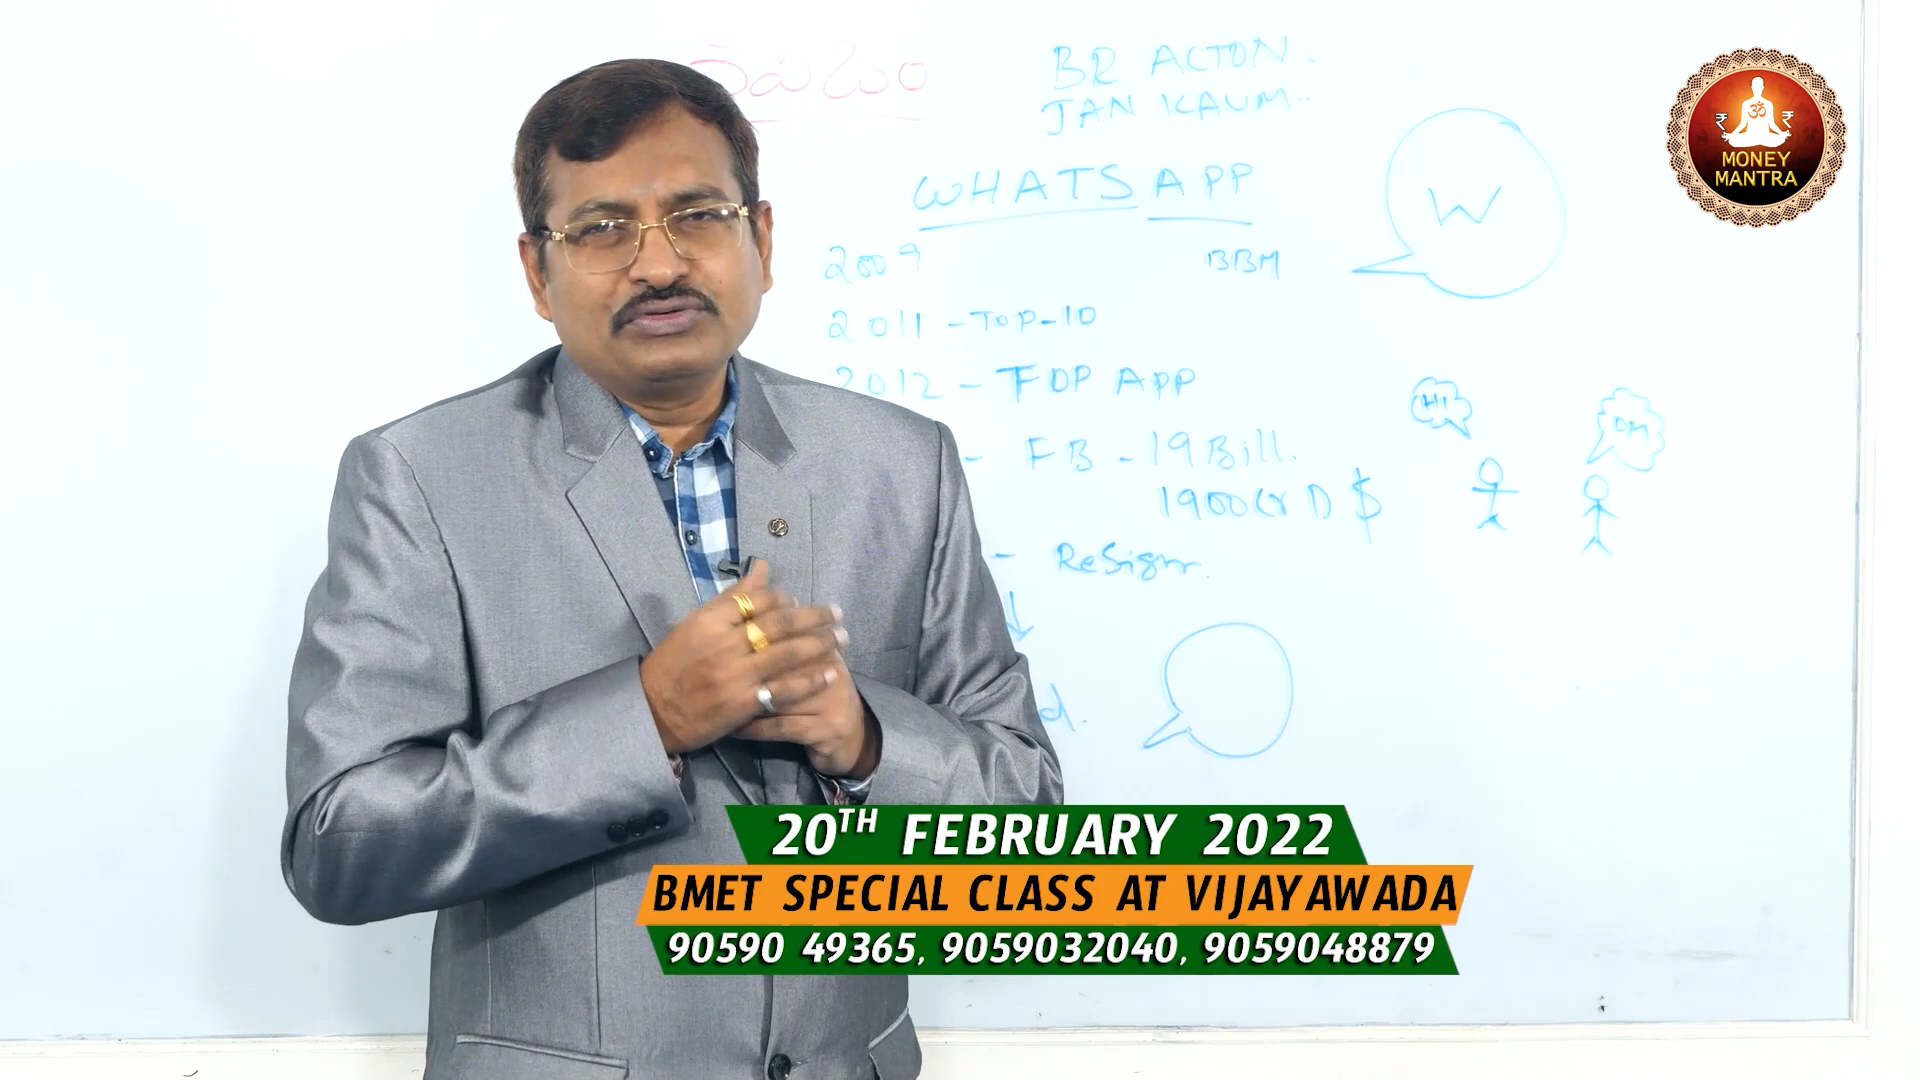 BR ACTON.
JAN KAUM..
WHATSAPP
W
2009
BBM
2011 - TOP-10
2012 - TOP APP
- FB - 19 Bill.
1900 Cr D $
HI
- ReSign.
d.
₹ ॐ ₹
MONEY
MANTRA
20TH FEBRUARY 2022
BMET SPECIAL CLASS AT VIJAYAWADA
90590 49365, 9059032040, 9059048879